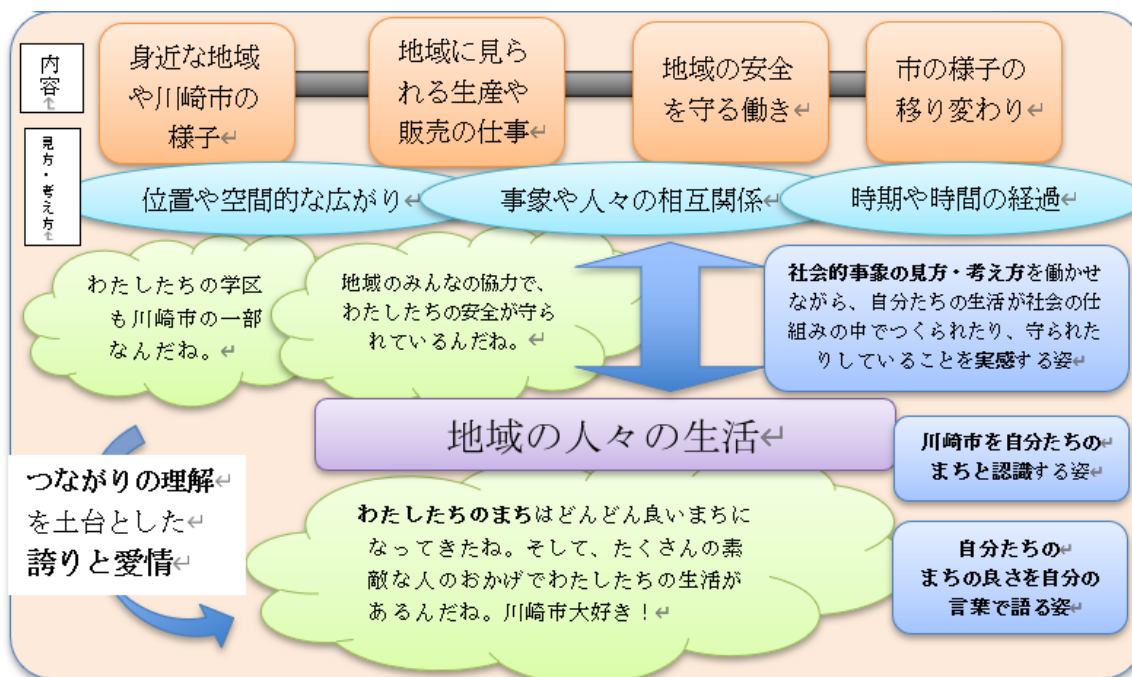 内容
身近な地域
や川崎市の
様子
地域に見ら
れる生産や
販売の仕事
地域の安全
を守る働き
市の様子の
移り変わり
見方・考え方
位置や空間的な広がり
事象や人々の相互関係
時期や時間の経過
わたしたちの学区
も川崎市の一部
なんだね。
地域のみんなの協力で、
わたしたちの安全が守ら
れているんだね。
社会的事象の見方・考え方を働かせ
ながら、自分たちの生活が社会の仕
組みの中でつくられたり、守られた
りしていることを実感する姿
地域の人々の生活
川崎市を自分たちの
まちと認識する姿
つながりの理解
を土台とした
誇りと愛情
わたしたちのまちはどんどん良いまちに
なってきたね。そして、たくさんの素
敵な人のおかげでわたしたちの生活が
あるんだね。川崎市大好き！
自分たちの
まちの良さを自分の
言葉で語る姿